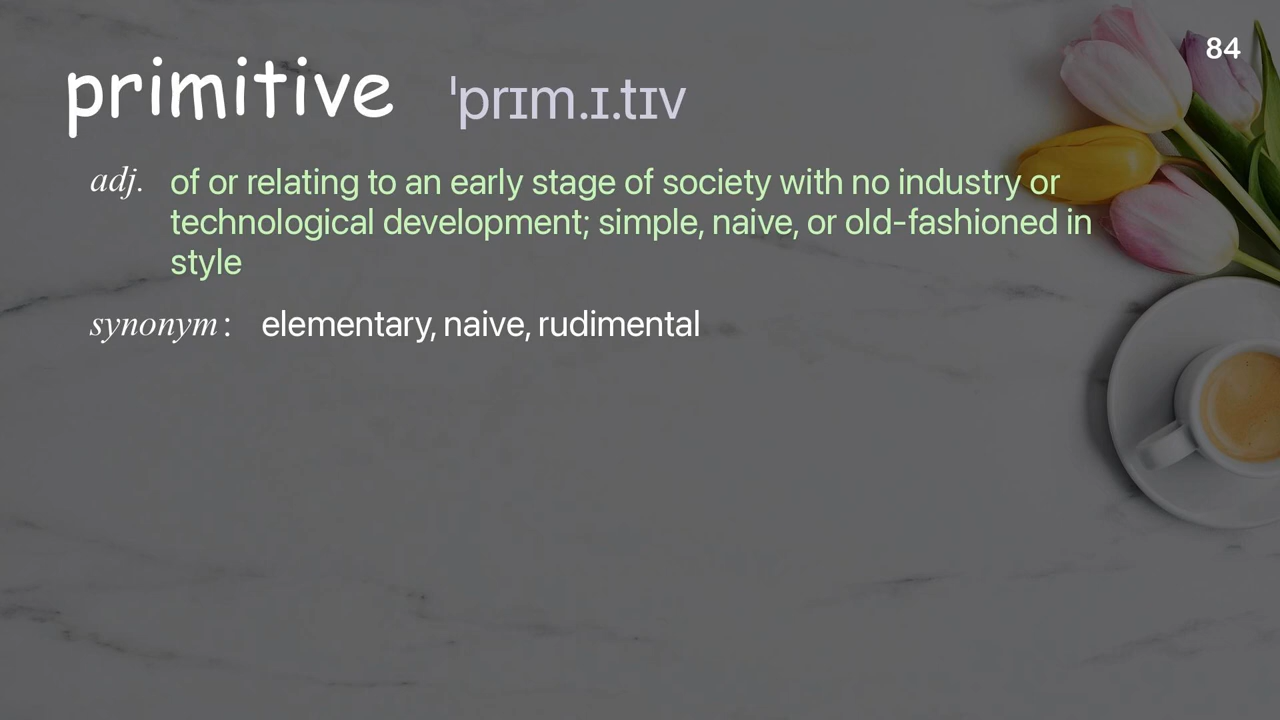 84
primitive ˈprɪm.ɪ.tɪv
adj. of or relating to an early stage of society with no industry or
technological development; simple, naive, or old-fashioned in
style
synonym: elementary, naive, rudimental